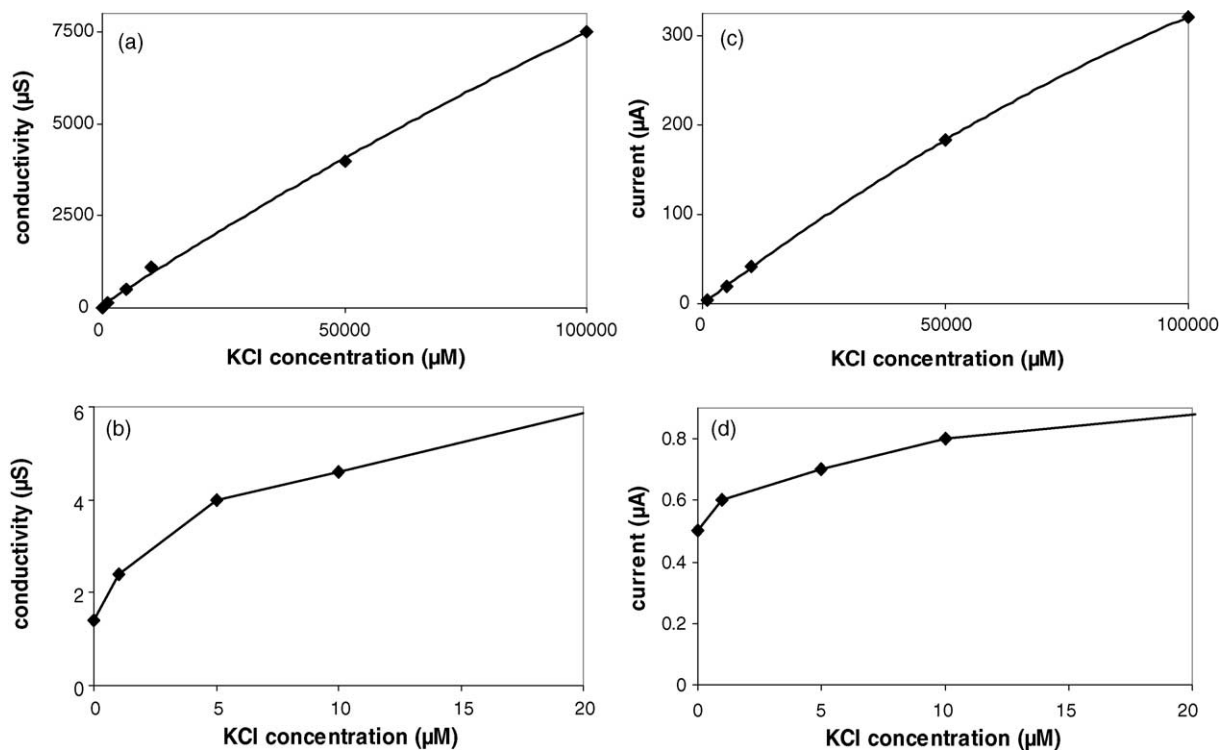 (a)
7500
5000
2500
0
conductivity (µS)
0
50000
100000
KCl concentration (µM)
(c)
300
200
100
0
current (µA)
0
50000
100000
KCl concentration (µM)
(b)
6
4
2
0
conductivity (µS)
0
5
10
15
20
KCl concentration (µM)
(d)
0.8
0.6
0.4
0.2
0
current (µA)
0
5
10
15
20
KCl concentration (µM)